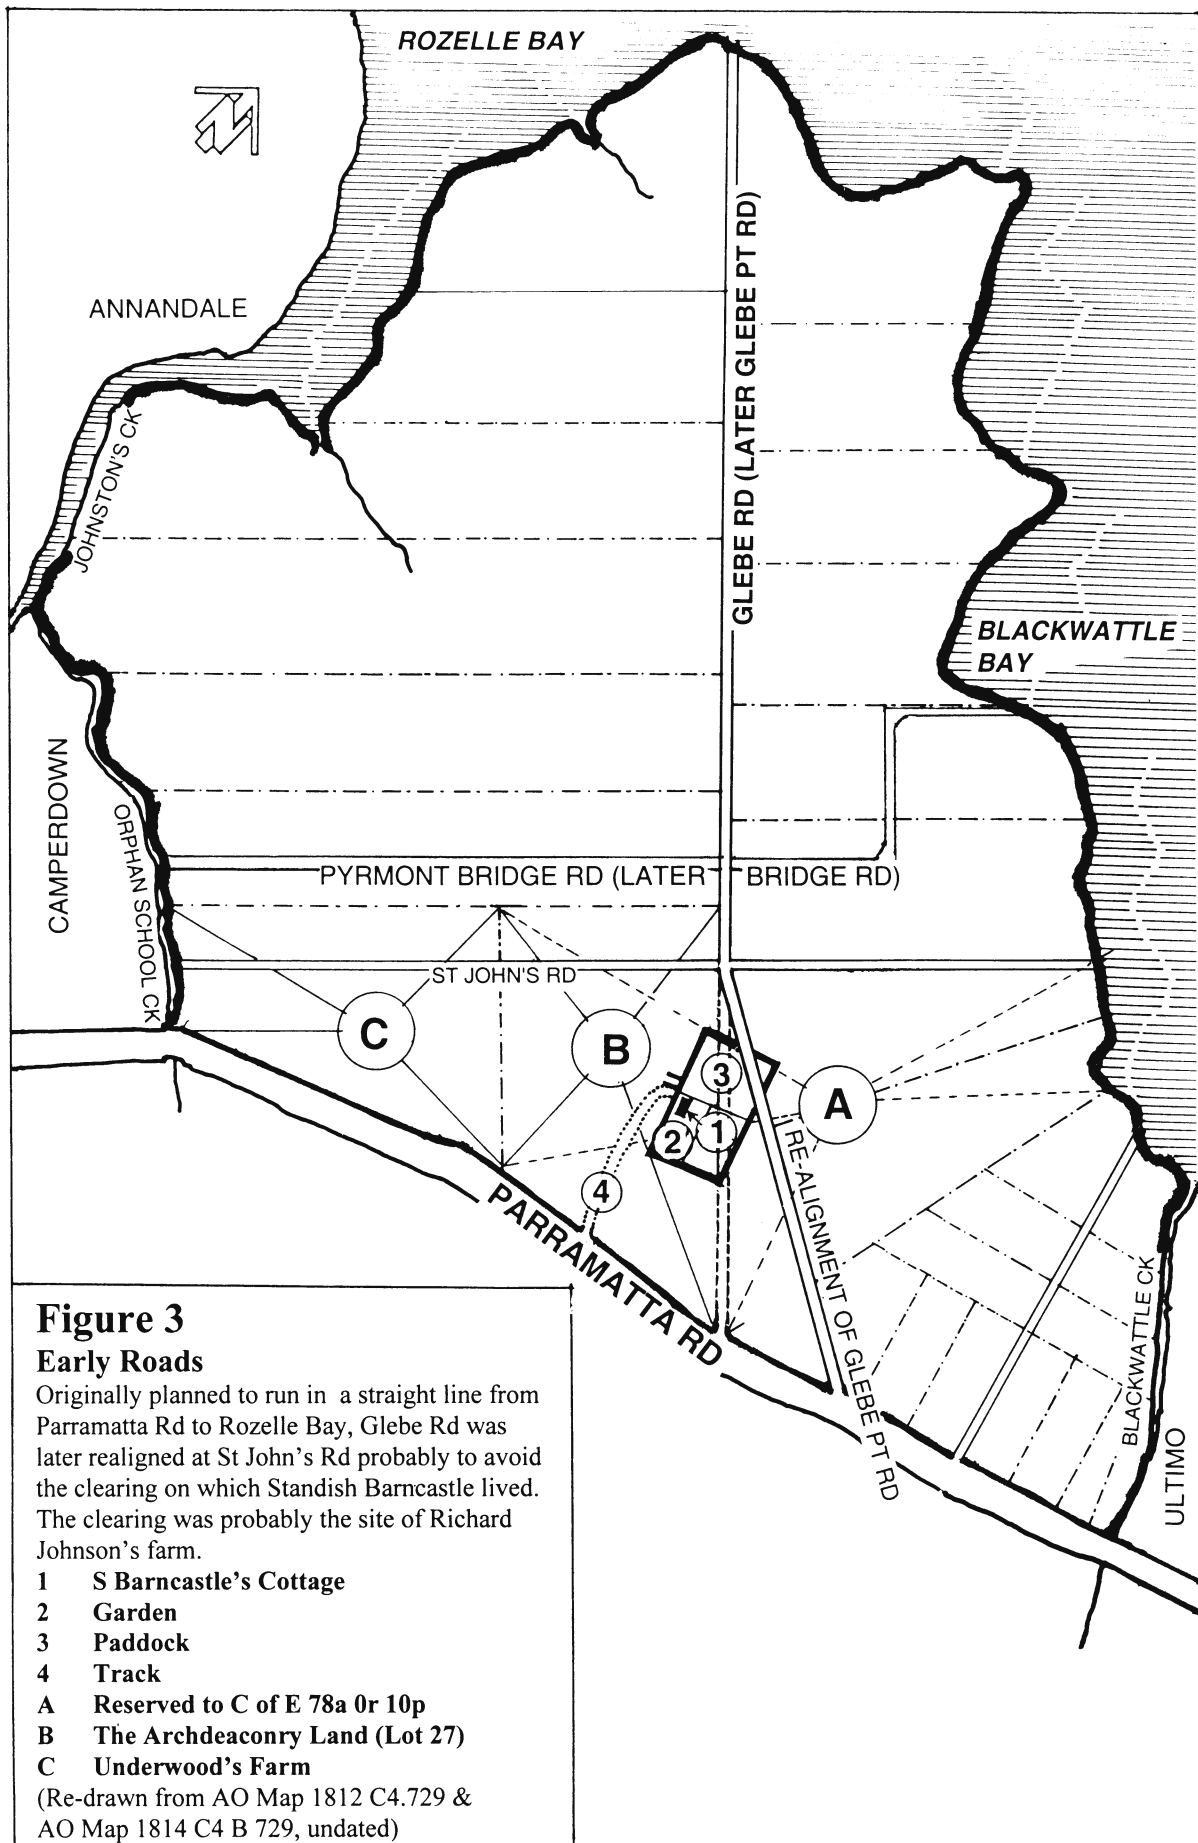 ROZELLE BAY
N
ANNANDALE
GLEBE RD (LATER GLEBE PT RD)
JOHNSTON'S CK
BLACKWATTLE
BAY
CAMPERDOWN
ORPHAN SCHOOL CK
PYRMONT BRIDGE RD (LATER BRIDGE RD)
ST JOHN'S RD
C
B
A
3
1
2
4
RE-ALIGNMENT OF GLEBE PT RD
PARRAMATTA RD
BLACKWATTLE CK
ULTIMO
Figure 3
Early Roads
Originally planned to run in a straight line from
Parramatta Rd to Rozelle Bay, Glebe Rd was
later realigned at St John's Rd probably to avoid
the clearing on which Standish Barncastle lived.
The clearing was probably the site of Richard
Johnson's farm.
1 S Barncastle's Cottage
2 Garden
3 Paddock
4 Track
A Reserved to C of E 78a 0r 10p
B The Archdeaconry Land (Lot 27)
C Underwood's Farm
(Re-drawn from AO Map 1812 C4.729 &
AO Map 1814 C4 B 729, undated)